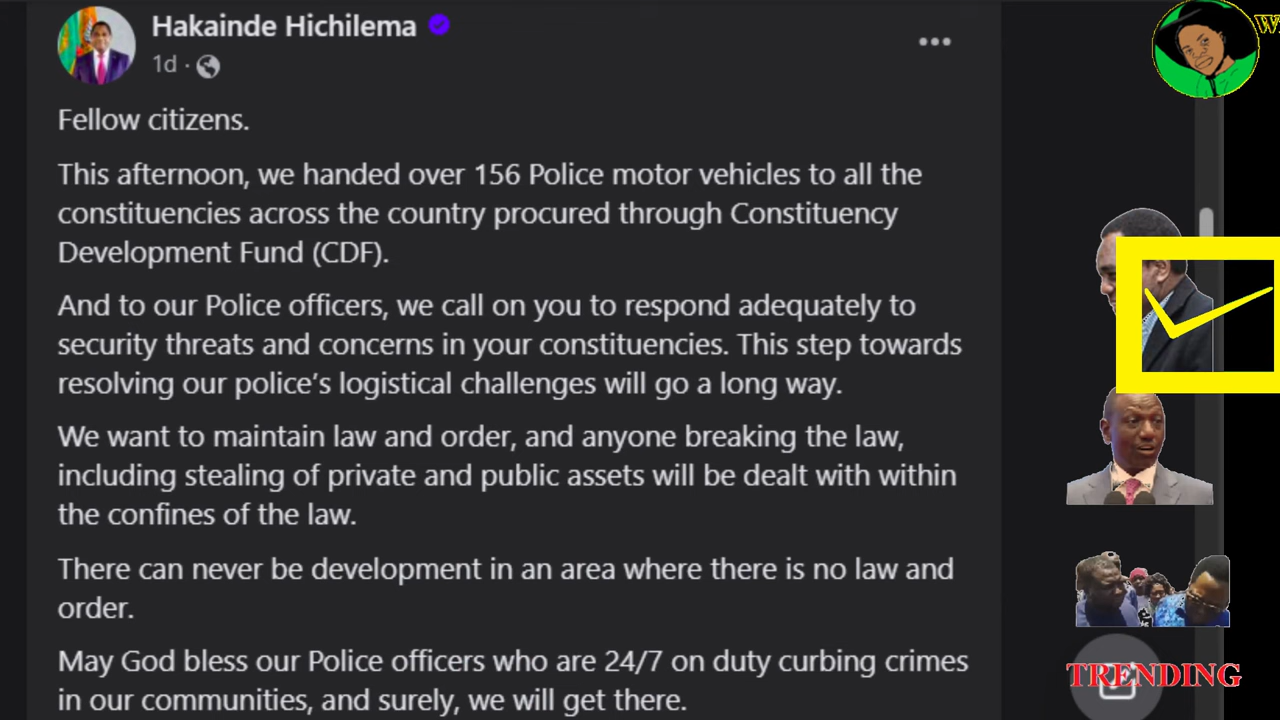 Hakainde Hichilema
1d ·
Fellow citizens.
This afternoon, we handed over 156 Police motor vehicles to all the
constituencies across the country procured through Constituency
Development Fund (CDF).
And to our Police officers, we call on you to respond adequately to
security threats and concerns in your constituencies. This step towards
resolving our police’s logistical challenges will go a long way.
We want to maintain law and order, and anyone breaking the law,
including stealing of private and public assets will be dealt with within
the confines of the law.
There can never be development in an area where there is no law and
order.
May God bless our Police officers who are 24/7 on duty curbing crimes
in our communities, and surely, we will get there.
TRENDING